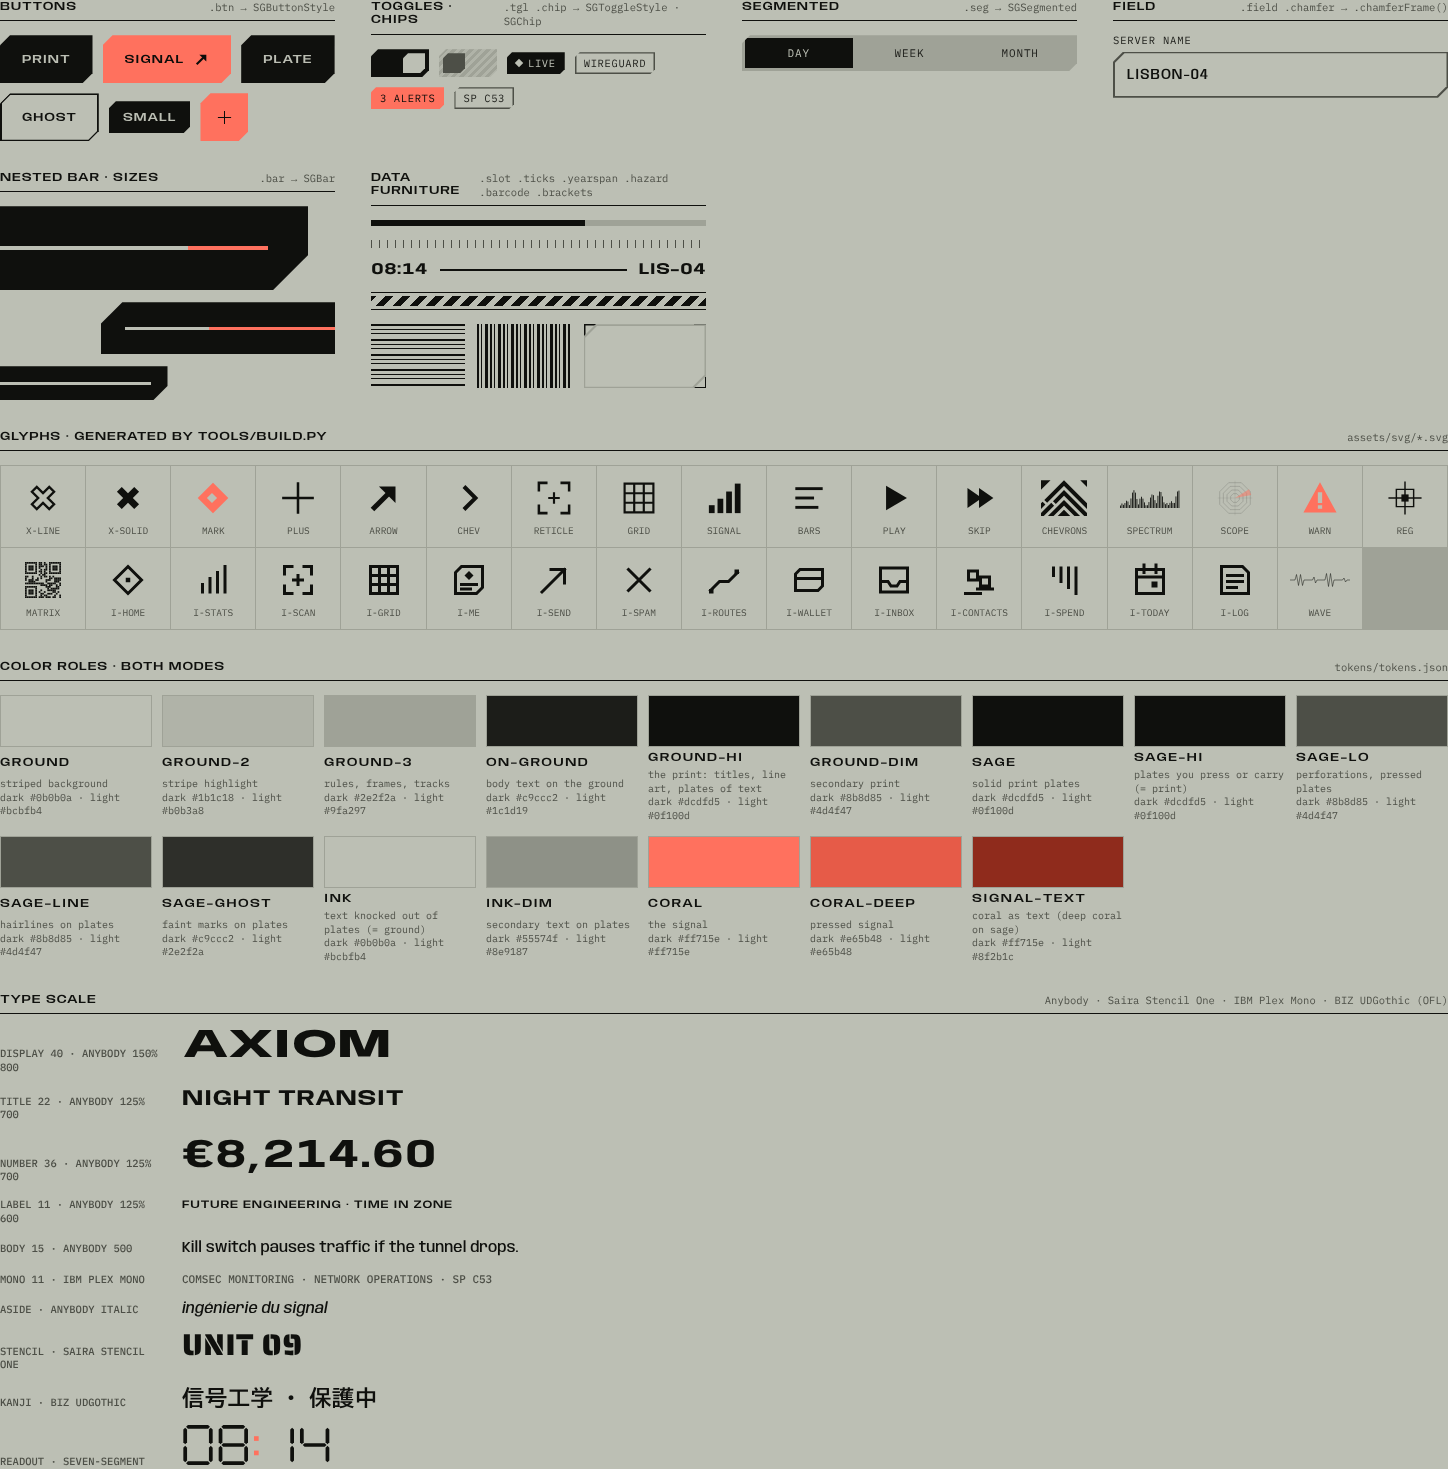 BUTTONS
.btn → SGButtonStyle
PRINT
SIGNAL
PLATE
GHOST
SMALL
TOGGLES ·
CHIPS
.tgl .chip → SGToggleStyle ·
SGChip
LIVE
WIREGUARD
3 ALERTS
SP C53
SEGMENTED
.seg → SGSegmented
DAY
WEEK
MONTH
FIELD
.field .chamfer → .chamferFrame()
SERVER NAME
LISBON-04
NESTED BAR · SIZES
.bar → SGBar
DATA
FURNITURE
.slot .ticks .yearspan .hazard
.barcode .brackets
08:14
LIS-04
GLYPHS · GENERATED BY TOOLS/BUILD.PY
assets/svg/*.svg
X-LINE
X-SOLID
MARK
PLUS
ARROW
CHEV
RETICLE
GRID
SIGNAL
BARS
PLAY
SKIP
CHEVRONS
SPECTRUM
SCOPE
WARN
REG
MATRIX
I-HOME
I-STATS
I-SCAN
I-GRID
I-ME
I-SEND
I-SPAM
I-ROUTES
I-WALLET
I-INBOX
I-CONTACTS
I-SPEND
I-TODAY
I-LOG
WAVE
COLOR ROLES · BOTH MODES
tokens/tokens.json
GROUND
striped background
dark #0b0b0a · light
#bcbfb4
GROUND-2
stripe highlight
dark #1b1c18 · light
#b0b3a8
GROUND-3
rules, frames, tracks
dark #2e2f2a · light
#9fa297
ON-GROUND
body text on the ground
dark #c9ccc2 · light
#1c1d19
GROUND-HI
the print: titles, line
art, plates of text
dark #dcdfd5 · light
#0f100d
GROUND-DIM
secondary print
dark #8b8d85 · light
#4d4f47
SAGE
solid print plates
dark #dcdfd5 · light
#0f100d
SAGE-HI
plates you press or carry
(= print)
dark #dcdfd5 · light
#0f100d
SAGE-LO
perforations, pressed
plates
dark #8b8d85 · light
#4d4f47
SAGE-LINE
hairlines on plates
dark #8b8d85 · light
#4d4f47
SAGE-GHOST
faint marks on plates
dark #c9ccc2 · light
#2e2f2a
INK
text knocked out of
plates (= ground)
dark #0b0b0a · light
#bcbfb4
INK-DIM
secondary text on plates
dark #55574f · light
#8e9187
CORAL
the signal
dark #ff715e · light
#ff715e
CORAL-DEEP
pressed signal
dark #e65b48 · light
#e65b48
SIGNAL-TEXT
coral as text (deep coral
on sage)
dark #ff715e · light
#8f2b1c
TYPE SCALE
Anybody · Saira Stencil One · IBM Plex Mono · BIZ UDGothic (OFL)
DISPLAY 40 · ANYBODY 150%
800
AXIOM
TITLE 22 · ANYBODY 125%
700
NIGHT TRANSIT
NUMBER 36 · ANYBODY 125%
700
€8,214.60
LABEL 11 · ANYBODY 125%
600
FUTURE ENGINEERING · TIME IN ZONE
BODY 15 · ANYBODY 500
Kill switch pauses traffic if the tunnel drops.
MONO 11 · IBM PLEX MONO
COMSEC MONITORING · NETWORK OPERATIONS · SP C53
ASIDE · ANYBODY ITALIC
ingénierie du signal
STENCIL · SAIRA STENCIL
ONE
UNIT 09
KANJI · BIZ UDGOTHIC
信号工学 ・ 保護中
READOUT · SEVEN-SEGMENT
08:14